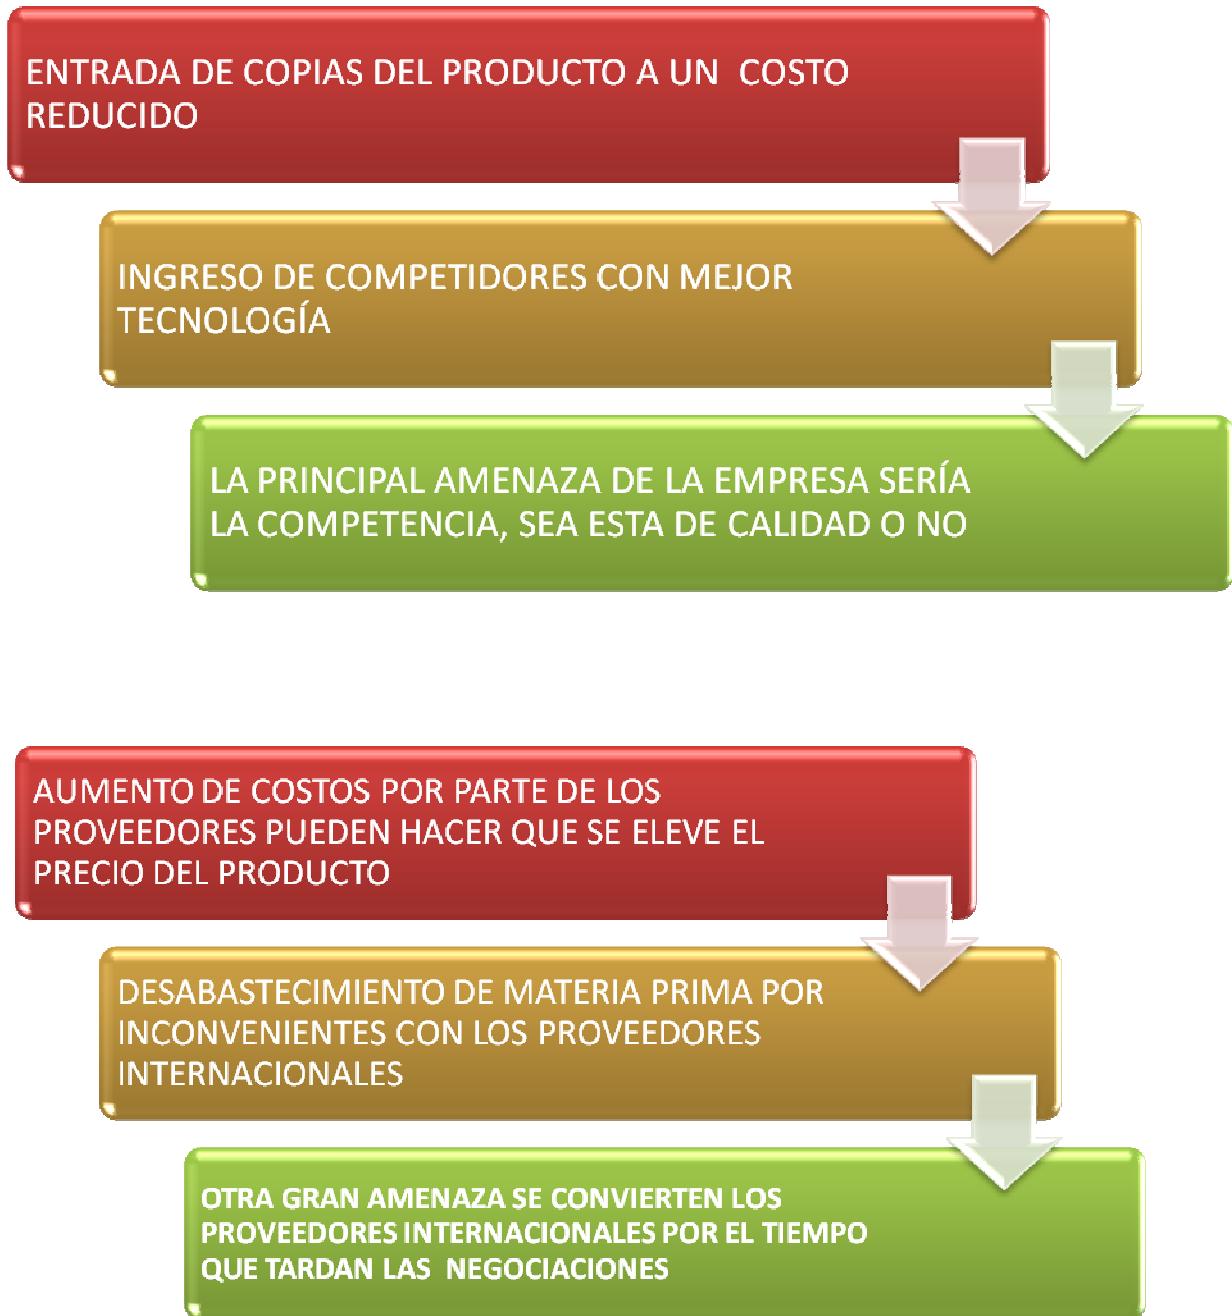 ENTRADA DE COPIAS DEL PRODUCTO A UN COSTO
REDUCIDO
INGRESO DE COMPETIDORES CON MEJOR
TECNOLOGÍA
LA PRINCIPAL AMENAZA DE LA EMPRESA SERÍA
LA COMPETENCIA, SEA ESTA DE CALIDAD O NO
AUMENTO DE COSTOS POR PARTE DE LOS
PROVEEDORES PUEDEN HACER QUE SE ELEVE EL
PRECIO DEL PRODUCTO
DESABASTECIMIENTO DE MATERIA PRIMA POR
INCONVENIENTES CON LOS PROVEEDORES
INTERNACIONALES
OTRA GRAN AMENAZA SE CONVIERTEN LOS
PROVEEDORES INTERNACIONALES POR EL TIEMPO
QUE TARDAN LAS NEGOCIACIONES